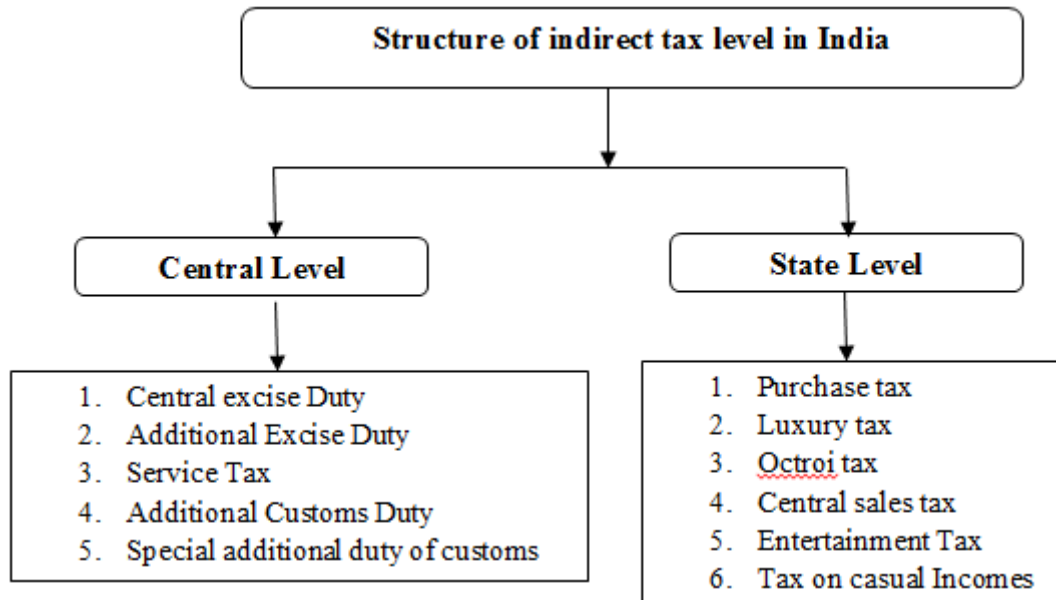 Structure of indirect tax level in India
Central Level
1. Central excise Duty
2. Additional Excise Duty
3. Service Tax
4. Additional Customs Duty
5. Special additional duty of customs
State Level
1. Purchase tax
2. Luxury tax
3. Octroi tax
4. Central sales tax
5. Entertainment Tax
6. Tax on casual Incomes